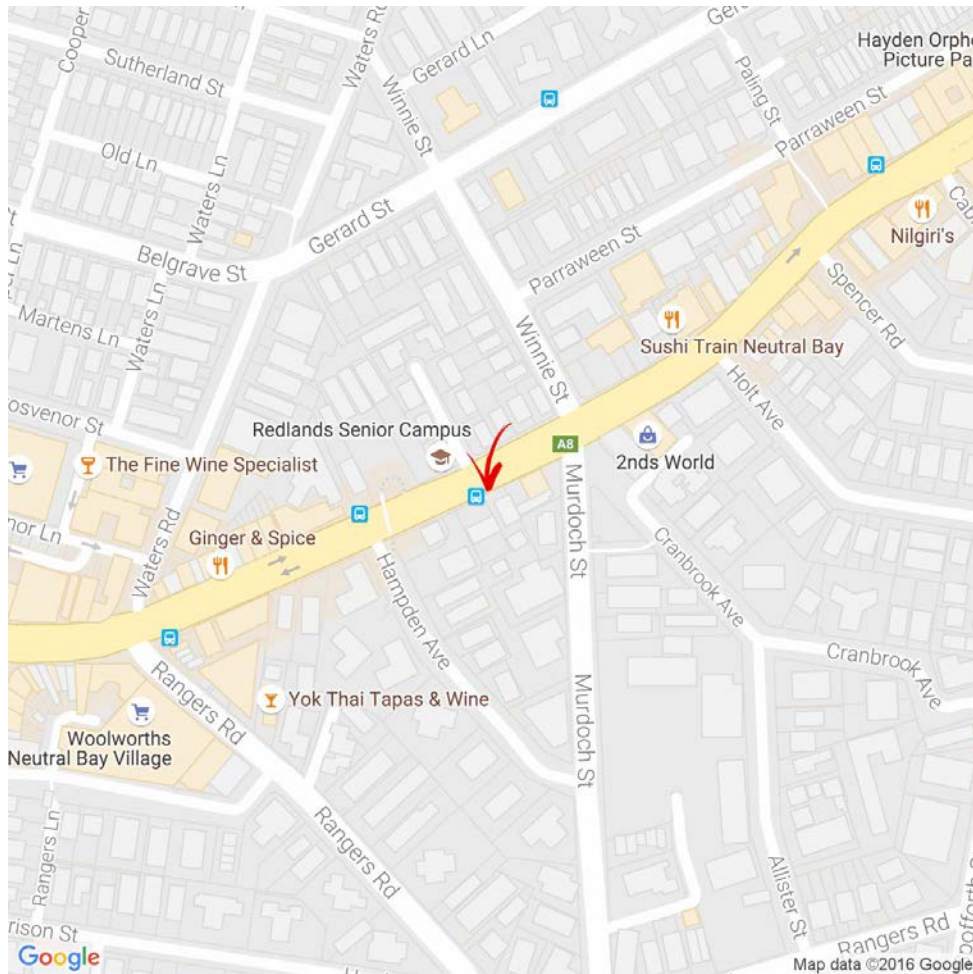 Hayden Orphe
Picture Pa
Cooper
Sutherland St
Waters Rd
Gerard Ln
Winnie St
Paling St
Parraween St
Old Ln
Waters Ln
Gerard St
Belgrave St
Nilgiri's
Parraween St
Martens Ln
Waters Ln
Winnie St
Spencer Rd
Sushi Train Neutral Bay
Holt Ave
osvenor St
Redlands Senior Campus
A8
2nds World
The Fine Wine Specialist
Murdoch St
nor Ln
Waters Rd
Ginger & Spice
Hampden Ave
Cranbrook Ave
Cranbrook Ave
Rangers Rd
Yok Thai Tapas & Wine
Murdoch St
Woolworths
Neutral Bay Village
Rangers Ln
Rangers Rd
Allister St
rison St
Rangers Rd
Google
Map data ©2016 Google